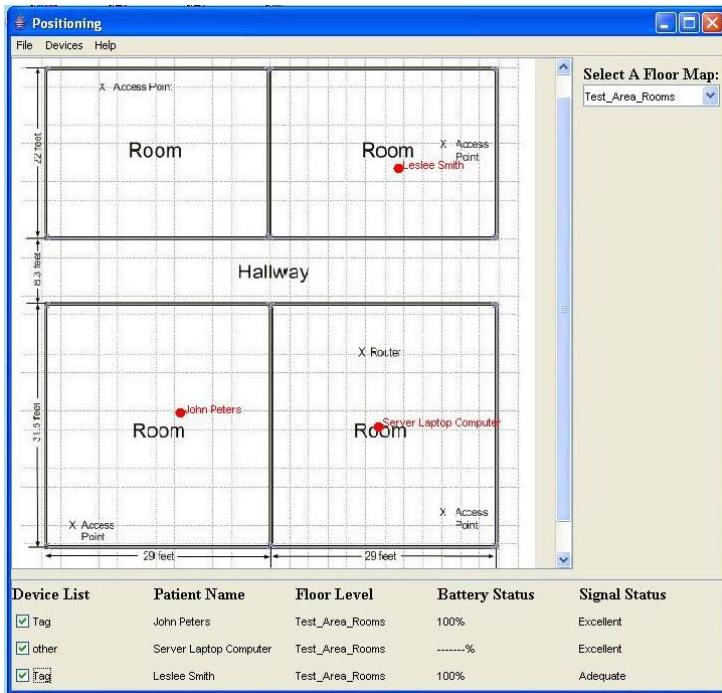 Positioning
File Devices Help
Select A Floor Map:
Test_Area_Rooms
X Access Point
Room
22 feet
Room
X Access
Point
Leslee Smith
8.3 feet
Hallway
X Router
John Peters
Room
31.5 feet
Server Laptop Computer
Room
X Access
Point
X Access
Point
29 feet
29 feet
Device List Patient Name Floor Level Battery Status Signal Status
Tag John Peters Test_Area_Rooms 100% Excellent
other Server Laptop Computer Test_Area_Rooms -------% Excellent
Tag Leslee Smith Test_Area_Rooms 100% Adequate